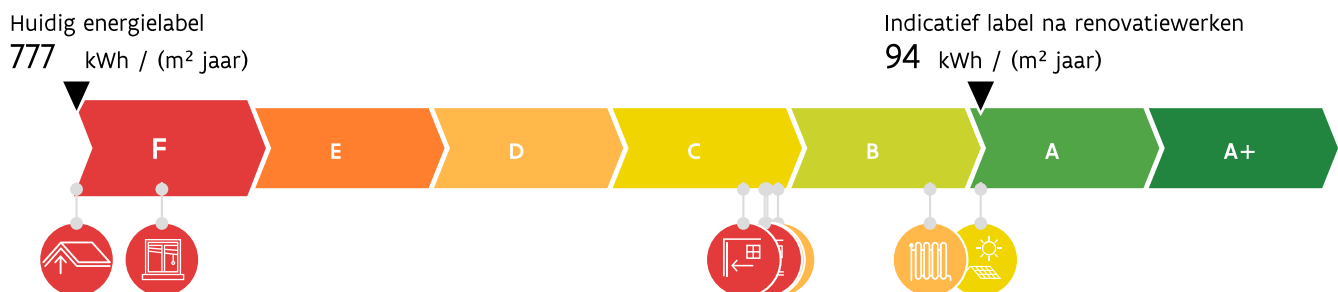 Huidig energielabel
777 kWh / (m² jaar)
Indicatief label na renovatiewerken
94 kWh / (m² jaar)
F E D C B A A+